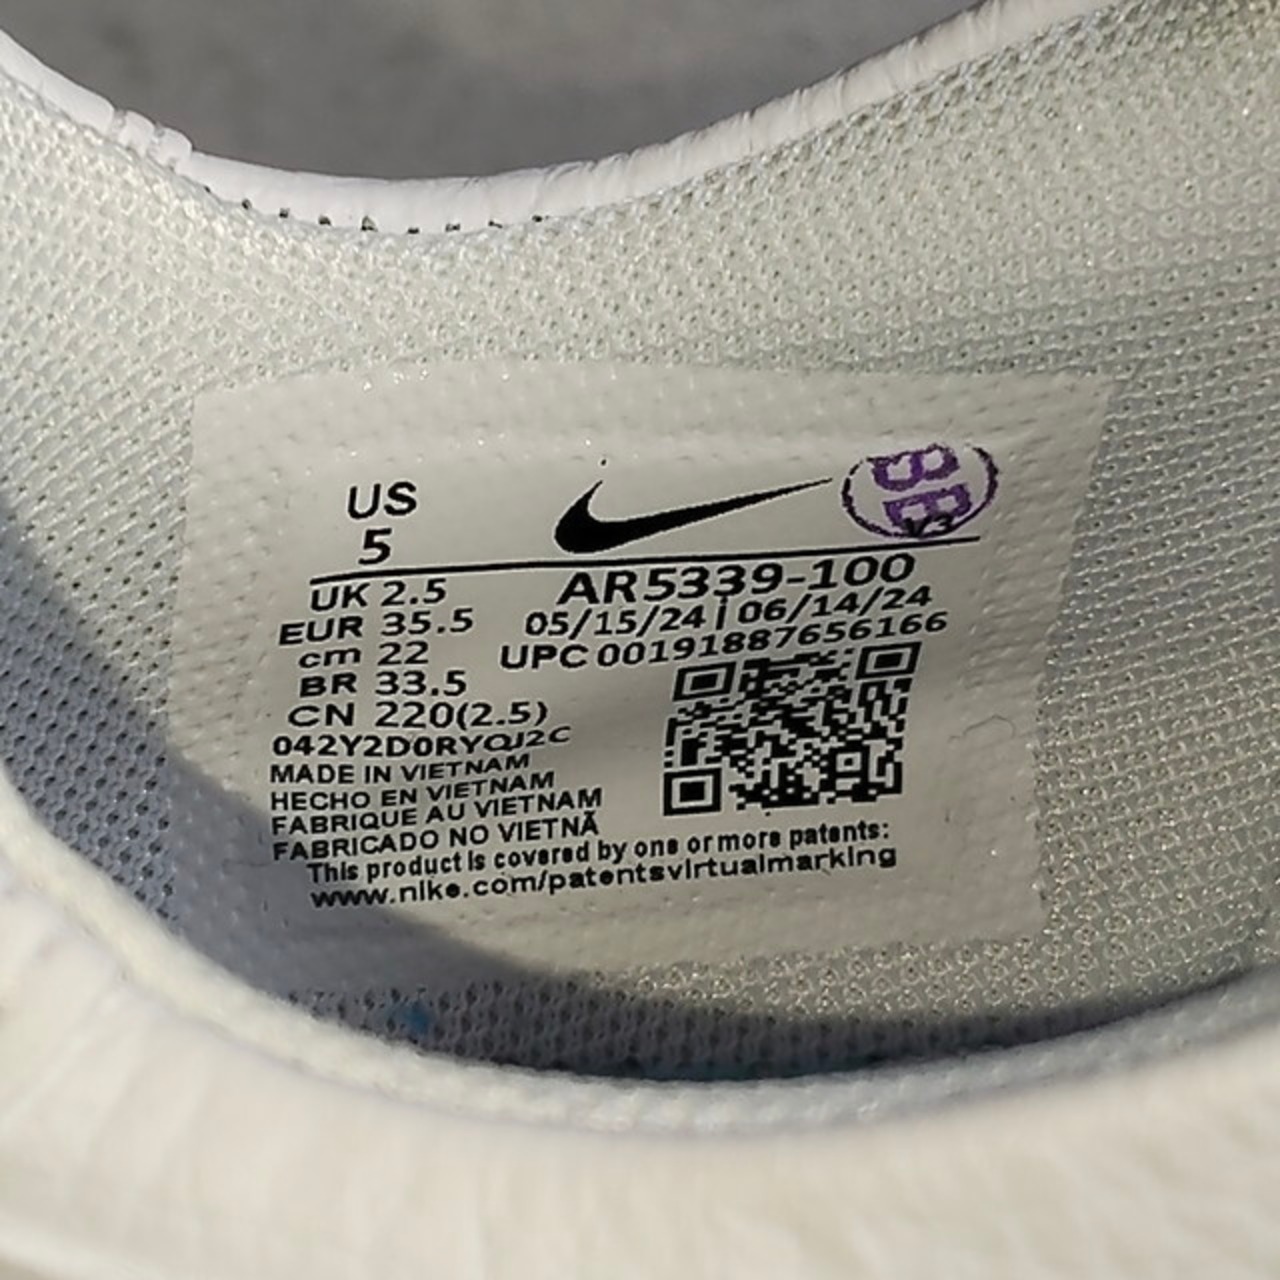 US
5
BB
V3
UK 2.5
AR5339-100
EUR 35.5
05/15/24 | 06/14/24
cm 22
UPC 00191887656166
BR 33.5
CN 220(2.5)
042Y2D0RYQJ2C
MADE IN VIETNAM
HECHO EN VIETNAM
FABRIQUE AU VIETNAM
FABRICADO NO VIETNÃ
This product is covered by one or more patents:
www.nike.com/patentsvirtualmarking